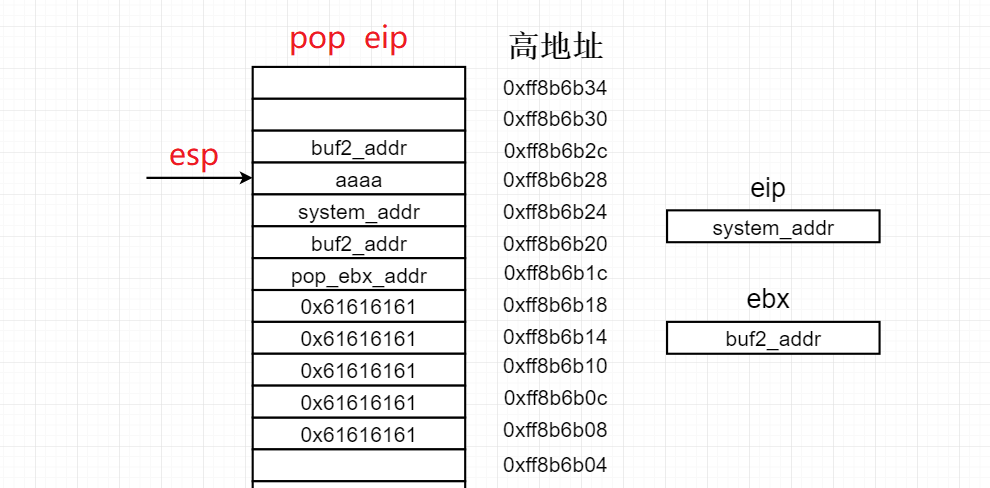 pop eip 高地址
0xff8b6b34
0xff8b6b30
buf2_addr 0xff8b6b2c
esp aaaa 0xff8b6b28
eip
system_addr 0xff8b6b24
system_addr
buf2_addr 0xff8b6b20
pop_ebx_addr 0xff8b6b1c
ebx
0x61616161 0xff8b6b18
0x61616161 0xff8b6b14 buf2_addr
0x61616161 0xff8b6b10
0x61616161 0xff8b6b0c
0x61616161 0xff8b6b08
0xff8b6b04